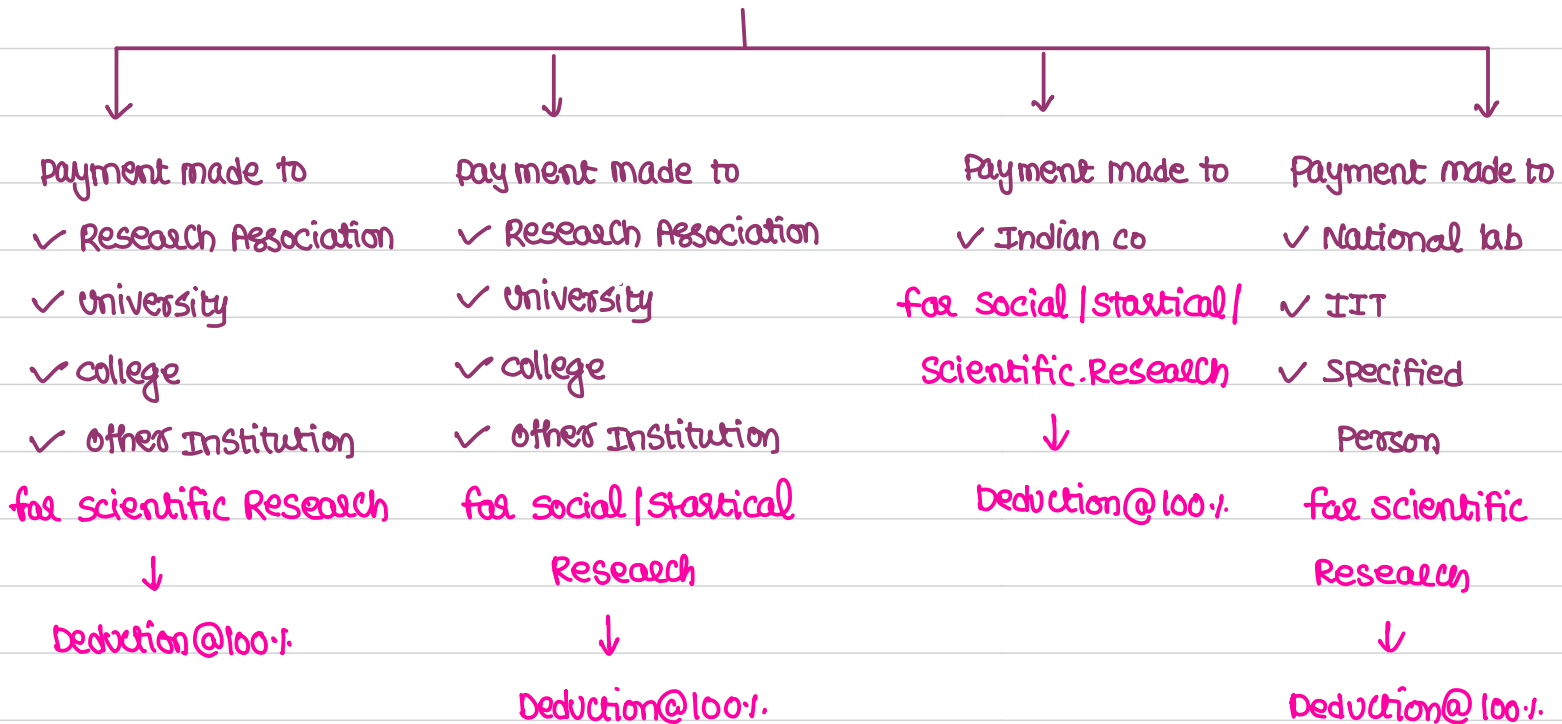 Payment made to
✓ Research Association
✓ University
✓ College
✓ Other Institution
for scientific Research
↓
Deduction@100%
Payment made to
✓ Research Association
✓ University
✓ College
✓ Other Institution
for social/Startical
Research
↓
Deduction@100%
Payment made to
✓ Indian co
for social/Startical/
Scientific.Research
↓
Deduction@100%
Payment made to
✓ National lab
✓ IIT
✓ Specified
Person
for scientific
Research
↓
Deduction@100%